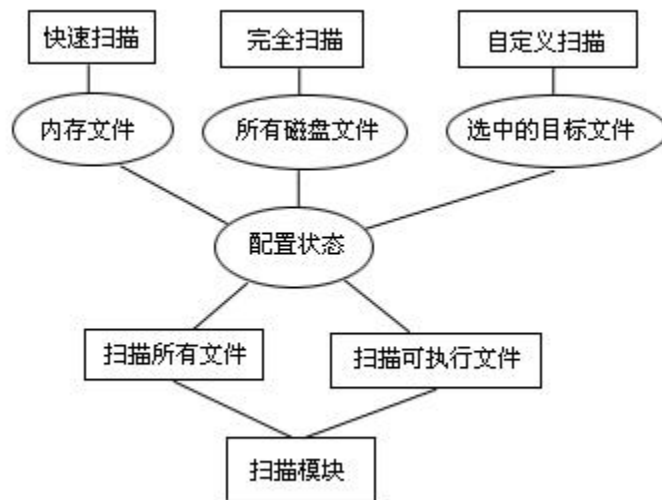 快速扫描
完全扫描
自定义扫描
内存文件
所有磁盘文件
选中的目标文件
配置状态
扫描所有文件
扫描可执行文件
扫描模块